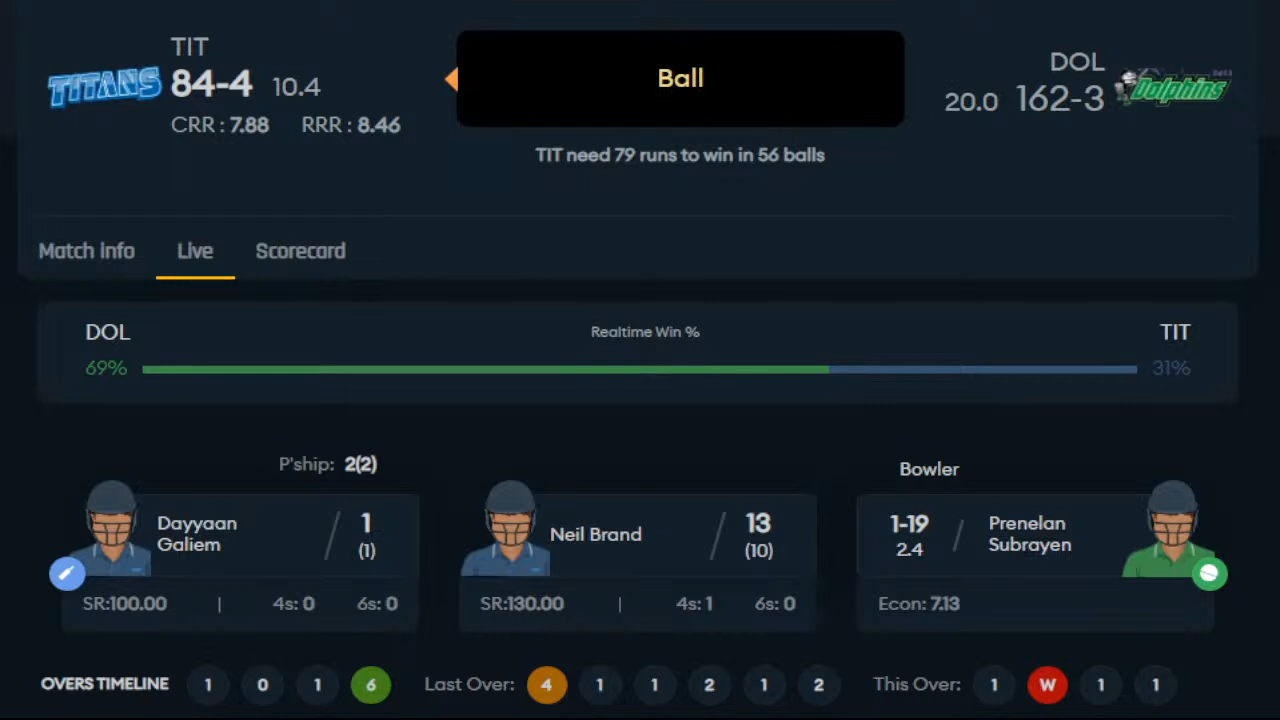 TIT
TITANS
84-4 10.4
CRR : 7.88 RRR : 8.46
Ball
TIT need 79 runs to win in 56 balls
DOL
20.0 162-3
Dolphins
Match info Live Scorecard
DOL Realtime Win % TIT
69% 31%
P'ship: 2(2)
Dayyaan
Galiem
1
(1)
SR:100.00 | 4s: 0 6s: 0
Neil Brand
13
(10)
SR:130.00 | 4s: 1 6s: 0
Bowler
1-19
2.4
Prenelan
Subrayen
Econ: 7.13
OVERS TIMELINE 1 0 1 6 Last Over: 4 1 1 2 1 2 This Over: 1 W 1 1